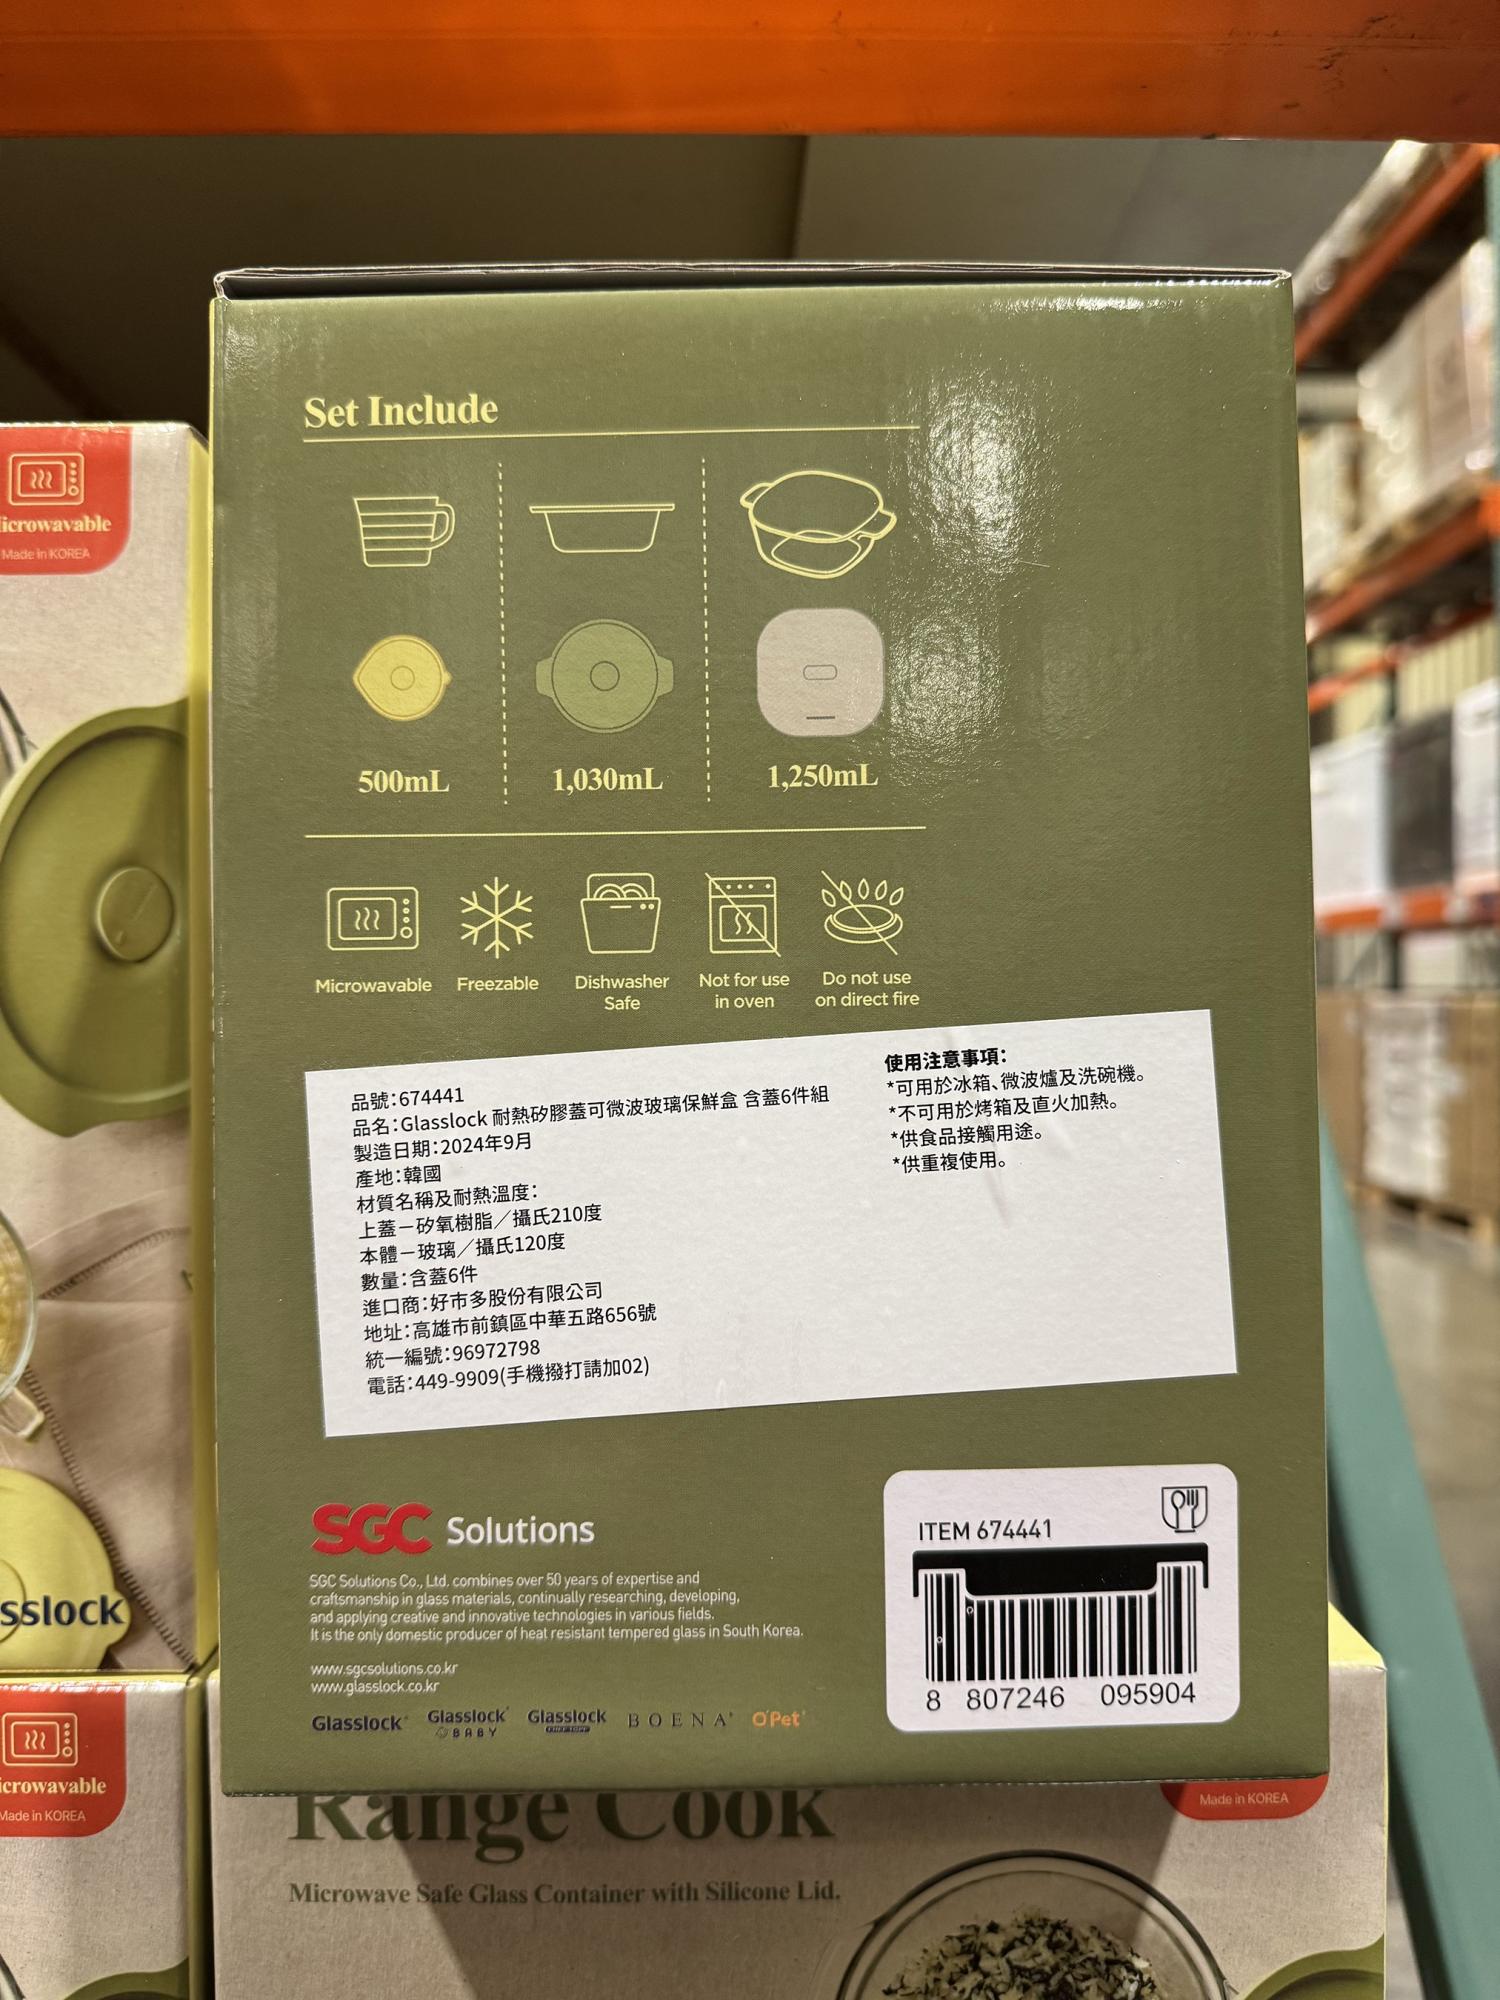 Set Include
500mL
1,030mL
1,250mL
Microwavable
Freezable
Dishwasher
Safe
Not for use
in oven
Do not use
on direct fire
品號:674441
品名:Glasslock 耐熱矽膠蓋可微波玻璃保鮮盒 含蓋6件組
製造日期:2024年9月
產地:韓國
材質名稱及耐熱溫度:
上蓋－矽氧樹脂／攝氏210度
本體－玻璃／攝氏120度
數量:含蓋6件
進口商:好市多股份有限公司
地址:高雄市前鎮區中華五路656號
統一編號:96972798
電話:449-9909(手機撥打請加02)
使用注意事項:
*可用於冰箱、微波爐及洗碗機。
*不可用於烤箱及直火加熱。
*供食品接觸用途。
*供重複使用。
SGC Solutions
SGC Solutions Co., Ltd. combines over 50 years of expertise and
craftsmanship in glass materials, continually researching, developing,
and applying creative and innovative technologies in various fields.
It is the only domestic producer of heat resistant tempered glass in South Korea.
www.sgcsolutions.co.kr
www.glasslock.co.kr
Glasslock
Glasslock
BABY
Glasslock
BOENA
O'Pet
ITEM 674441
8 807246 095904
icrowavable
Made in KOREA
sslock
icrowavable
Made in KOREA
Range Cook
Microwave Safe Glass Container with Silicone Lid.
Made in KOREA